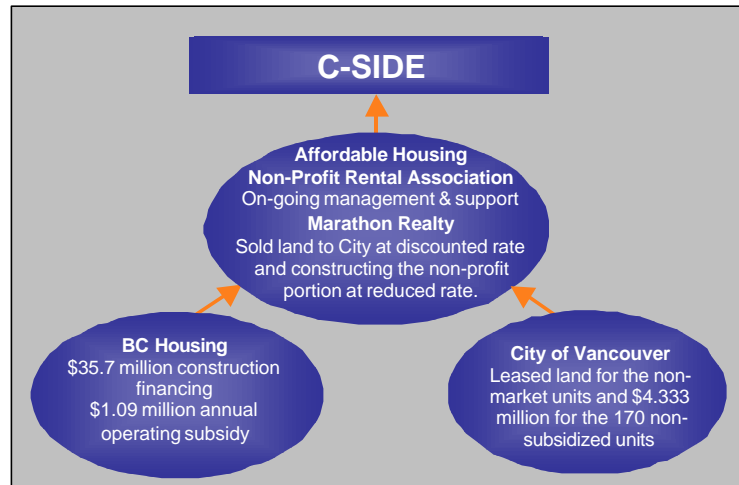 C-SIDE
Affordable Housing
Non-Profit Rental Association
On-going management & support
Marathon Realty
Sold land to City at discounted rate
and constructing the non-profit
portion at reduced rate.
BC Housing
$35.7 million construction
financing
$1.09 million annual
operating subsidy
City of Vancouver
Leased land for the non-
market units and $4.333
million for the 170 non-
subsidized units